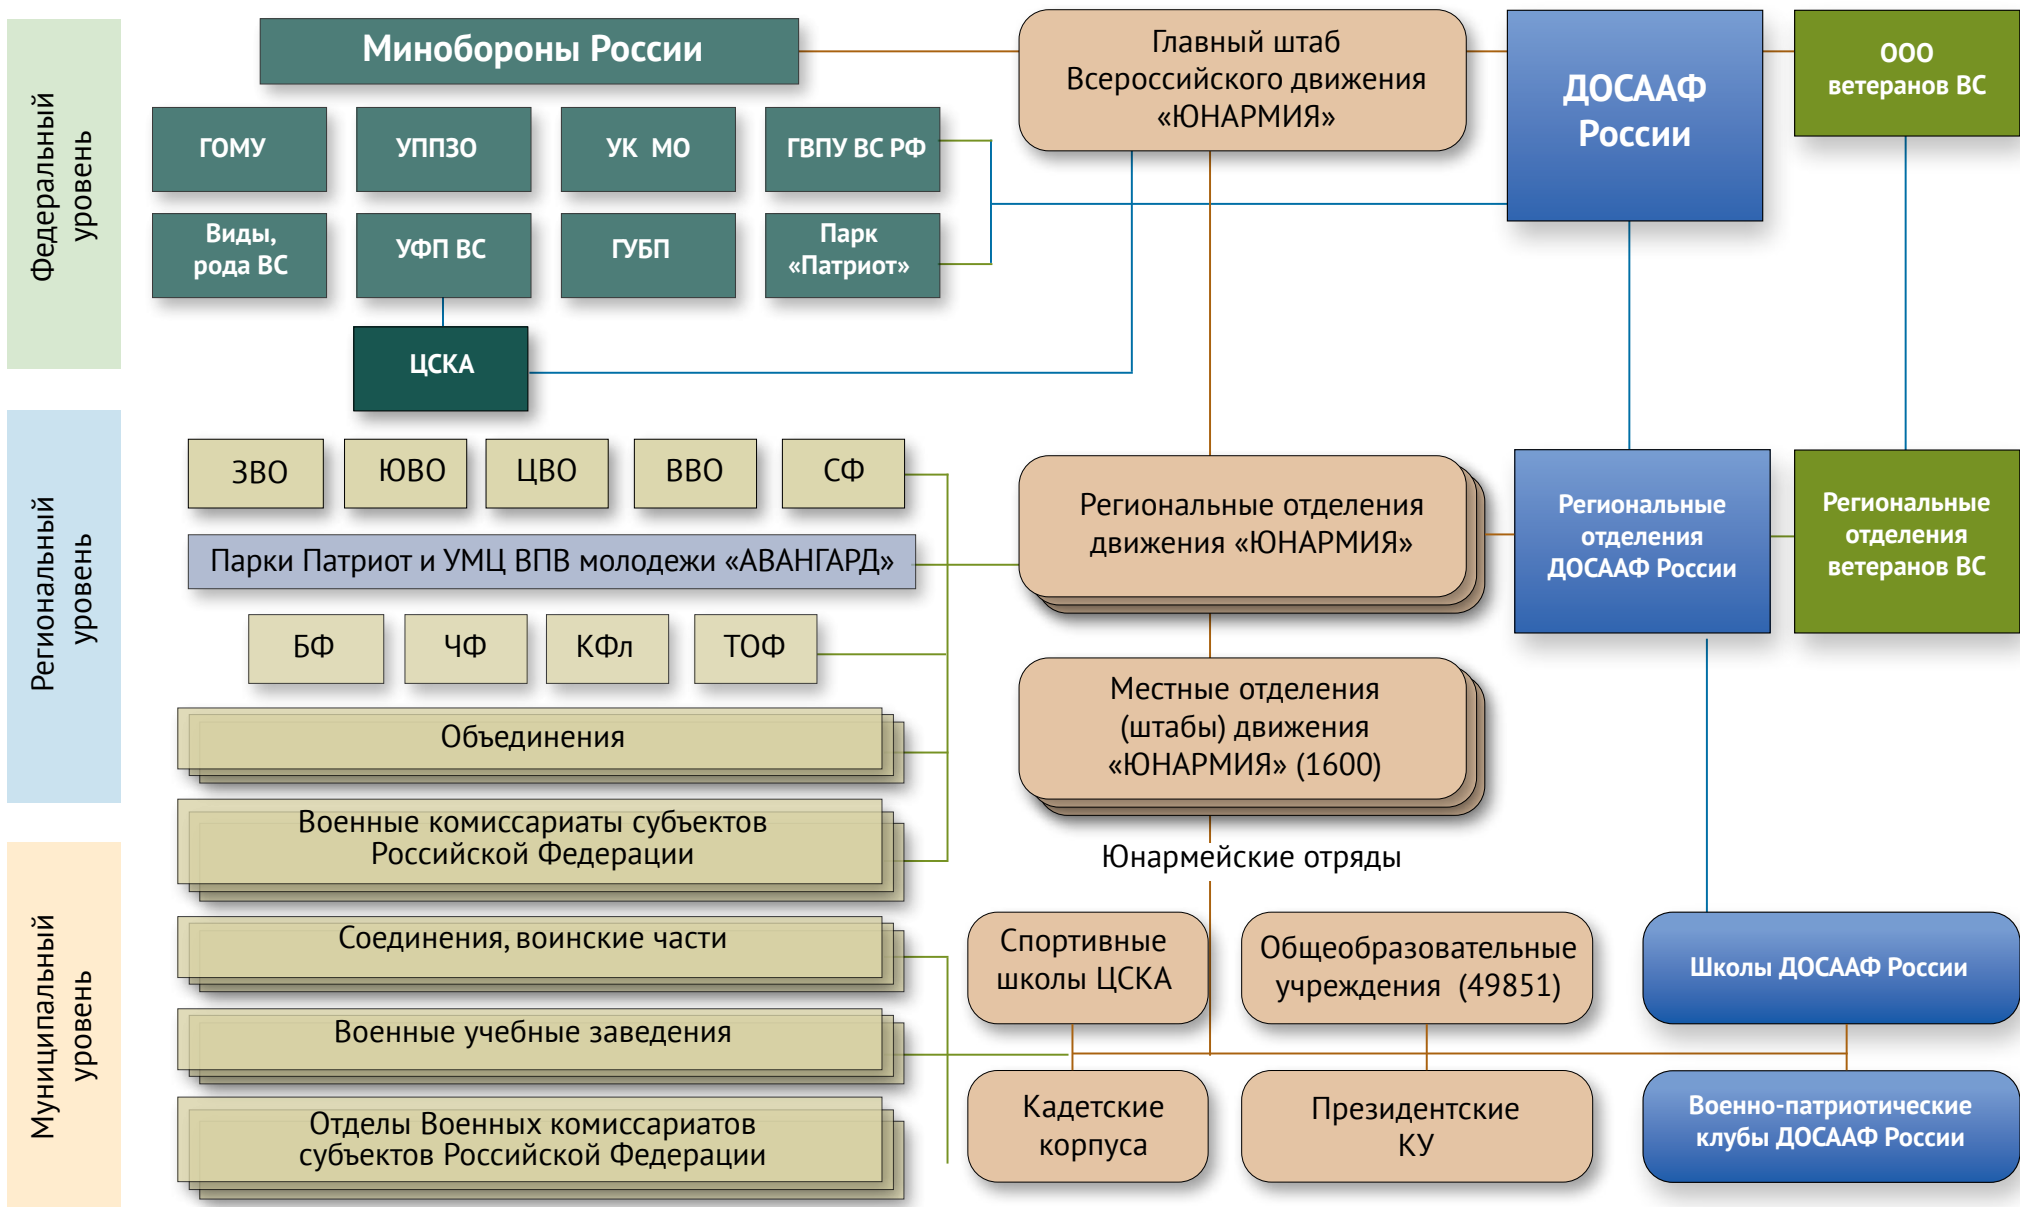 Федеральный
уровень
Минобороны России
Главный штаб
Всероссийского движения
«ЮНАРМИЯ»
ДОСААФ
России
ООО
ветеранов ВС
ГОМУ
УППЗО
УК МО
ГВПУ ВС РФ
Виды,
рода ВС
УФП ВС
ГУБП
Парк
«Патриот»
ЦСКА
Региональный
уровень
ЗВО
ЮВО
ЦВО
ВВО
СФ
Парки Патриот и УМЦ ВПВ молодежи «АВАНГАРД»
БФ
ЧФ
КФл
ТОФ
Объединения
Военные комиссариаты субъектов
Российской Федерации
Региональные отделения
движения «ЮНАРМИЯ»
Региональные
отделения
ДОСААФ России
Региональные
отделения
ветеранов ВС
Местные отделения
(штабы) движения
«ЮНАРМИЯ» (1600)
Юнармейские отряды
Муниципальный
уровень
Соединения, воинские части
Военные учебные заведения
Отделы Военных комиссариатов
субъектов Российской Федерации
Спортивные
школы ЦСКА
Общеобразовательные
учреждения (49851)
Школы ДОСААФ России
Кадетские
корпуса
Президентские
КУ
Военно-патриотические
клубы ДОСААФ России